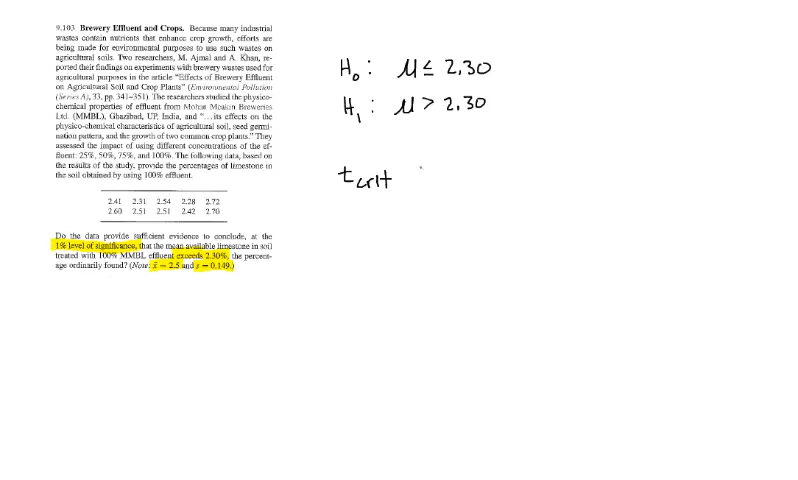 9.103 Brewery Effluent and Crops. Because many industrial
wastes contain nutrients that enhance crop growth, efforts are
being made for environmental purposes to use such wastes on
agricultural soils. Two researchers, M. Ajmal and A. Khan, re-
ported their findings on experiments with brewery wastes used for
agricultural purposes in the article "Effects of Brewery Effluent
on Agricultural Soil and Crop Plants" (Environmental Pollution
(Series A), 33, pp. 341–351). The researchers studied the physico-
chemical properties of effluent from Mohan Meakin Breweries
Ltd. (MMBL), Ghazibad, UP, India, and "…its effects on the
physico-chemical characteristics of agricultural soil, seed germi-
nation pattern, and the growth of two common crop plants." They
assessed the impact of using different concentrations of the ef-
fluent: 25%, 50%, 75%, and 100%. The following data, based on
the results of the study, provide the percentages of limestone in
the soil obtained by using 100% effluent.
2.41 2.31 2.54 2.28 2.72
2.60 2.51 2.51 2.42 2.70
Do the data provide sufficient evidence to conclude, at the
1% level of significance, that the mean available limestone in soil
treated with 100% MMBL effluent exceeds 2.30%, the percent-
age ordinarily found? (Note: x̄ = 2.5 and s = 0.149.)
H₀: μ ≤ 2.30
H₁: μ > 2.30
t crit